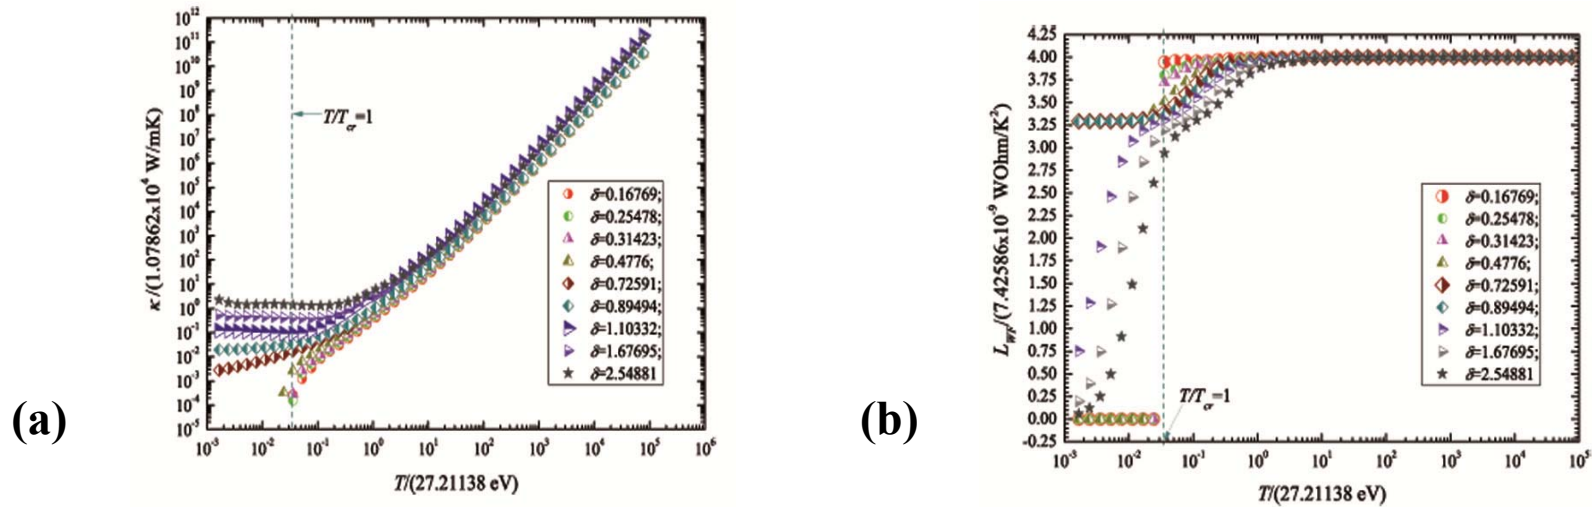 10^12
10^11
10^10
10^9
10^8
10^7
10^6
10^5
10^4
10^3
10^2
10^1
10^0
10^-1
10^-2
10^-3
10^-4
10^-5
κ/(1.07862x10^4 W/mK)
T/T_cr=1
δ=0.16769;
δ=0.25478;
δ=0.31423;
δ=0.4776;
δ=0.72591;
δ=0.89494;
δ=1.10332;
δ=1.67695;
δ=2.54881
10^-3 10^-2 10^-1 10^0 10^1 10^2 10^3 10^4 10^5 10^6
T/(27.21138 eV)
(a)
4.25
4.00
3.75
3.50
3.25
3.00
2.75
2.50
2.25
2.00
1.75
1.50
1.25
1.00
0.75
0.50
0.25
0.00
-0.25
L_WF/(7.42586x10^-9 WOhm/K^2)
δ=0.16769;
δ=0.25478;
δ=0.31423;
δ=0.4776;
δ=0.72591;
δ=0.89494;
δ=1.10332;
δ=1.67695;
δ=2.54881
T/T_cr=1
10^-3 10^-2 10^-1 10^0 10^1 10^2 10^3 10^4 10^5
T/(27.21138 eV)
(b)